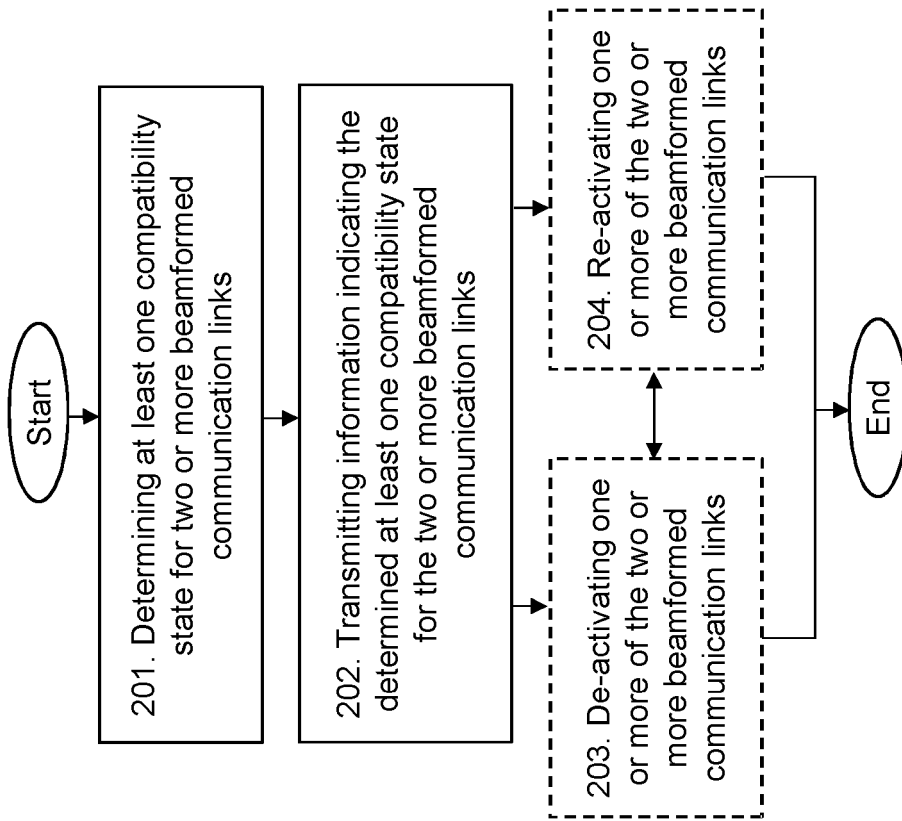 Start
201. Determining at least one compatibility
state for two or more beamformed
communication links
202. Transmitting information indicating the
determined at least one compatibility state
for the two or more beamformed
communication links
203. De-activating one
or more of the two or
more beamformed
communication links
204. Re-activating one
or more of the two or
more beamformed
communication links
End